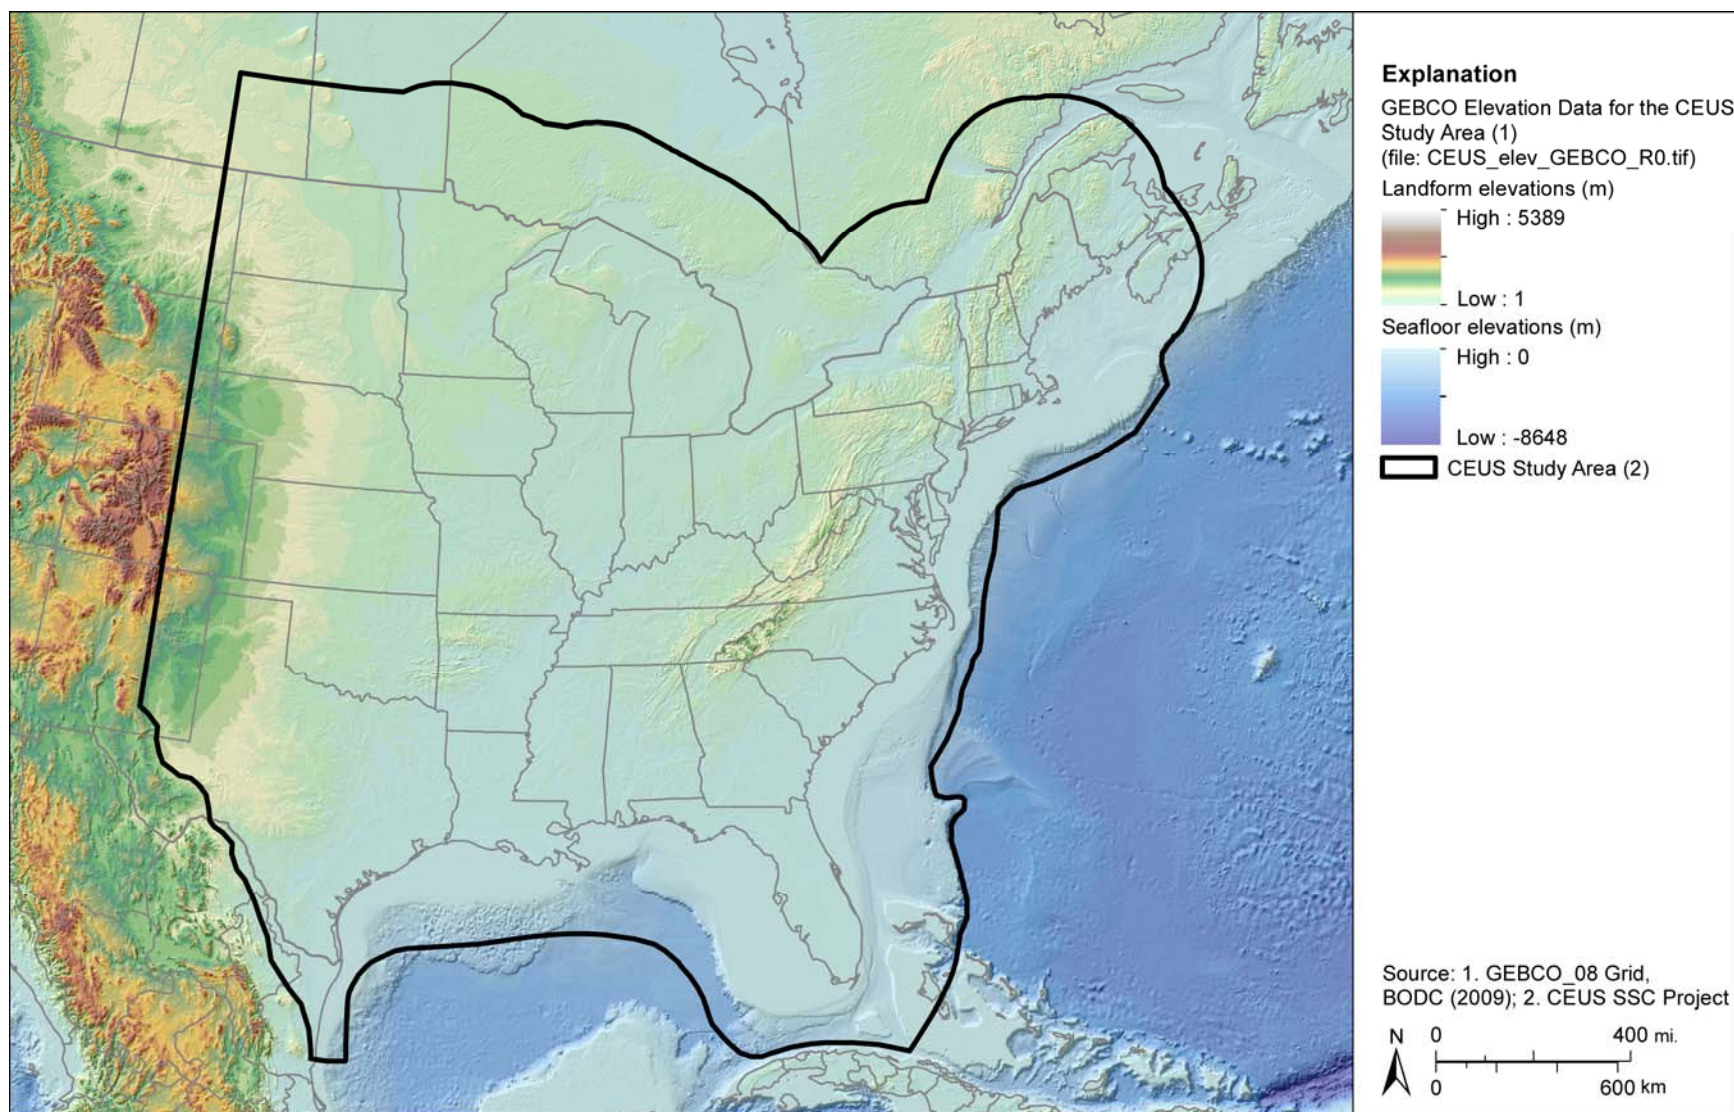 Explanation
GEBCO Elevation Data for the CEUS
Study Area (1)
(file: CEUS_elev_GEBCO_R0.tif)
Landform elevations (m)
High : 5389
Low : 1
Seafloor elevations (m)
High : 0
Low : -8648
CEUS Study Area (2)
Source: 1. GEBCO_08 Grid,
BODC (2009); 2. CEUS SSC Project
N
0 400 mi.
0 600 km